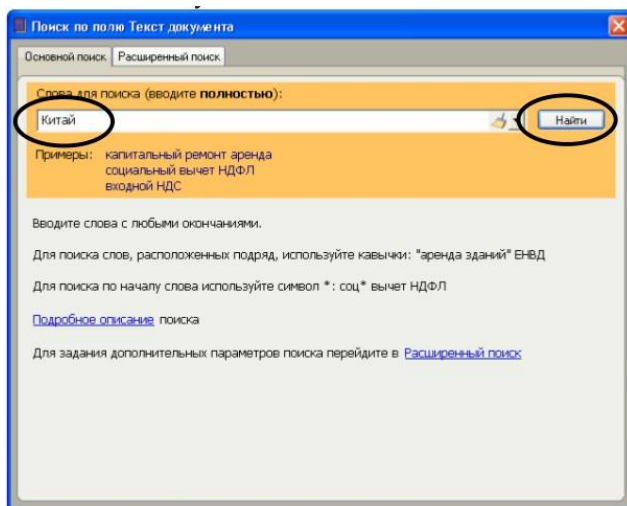 Поиск по полю Текст документа
Основной поиск Расширенный поиск
Слова для поиска (вводите полностью):
Китай Найти
Примеры: капитальный ремонт аренда
социальный вычет НДФЛ
входной НДС
Вводите слова с любыми окончаниями.
Для поиска слов, расположенных подряд, используйте кавычки: "аренда зданий" ЕНВД
Для поиска по началу слова используйте символ *: соц* вычет НДФЛ
Подробное описание поиска
Для задания дополнительных параметров поиска перейдите в Расширенный поиск